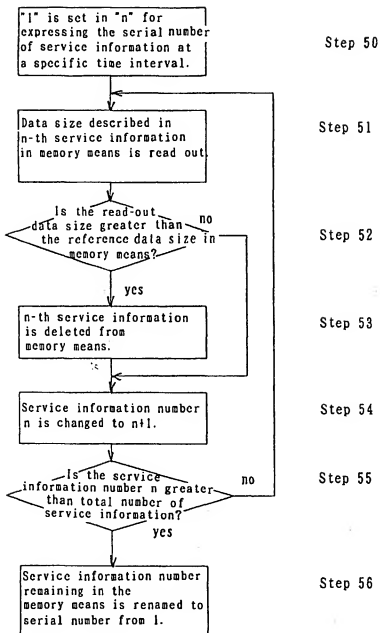 "1" is set in "n" for
expressing the serial number
of service information at
a specific time interval.
Step 50
Data size described in
n-th service information
in memory means is read out.
Step 51
Is the read-out
data size greater than
the reference data size in
memory means?
no
Step 52
yes
n-th service information
is deleted from
memory means.
Step 53
Service information number
n is changed to n+1.
Step 54
Is the service
information number n greater
than total number of
service information?
no
Step 55
yes
Service information number
remaining in the
memory means is renamed to
serial number from 1.
Step 56